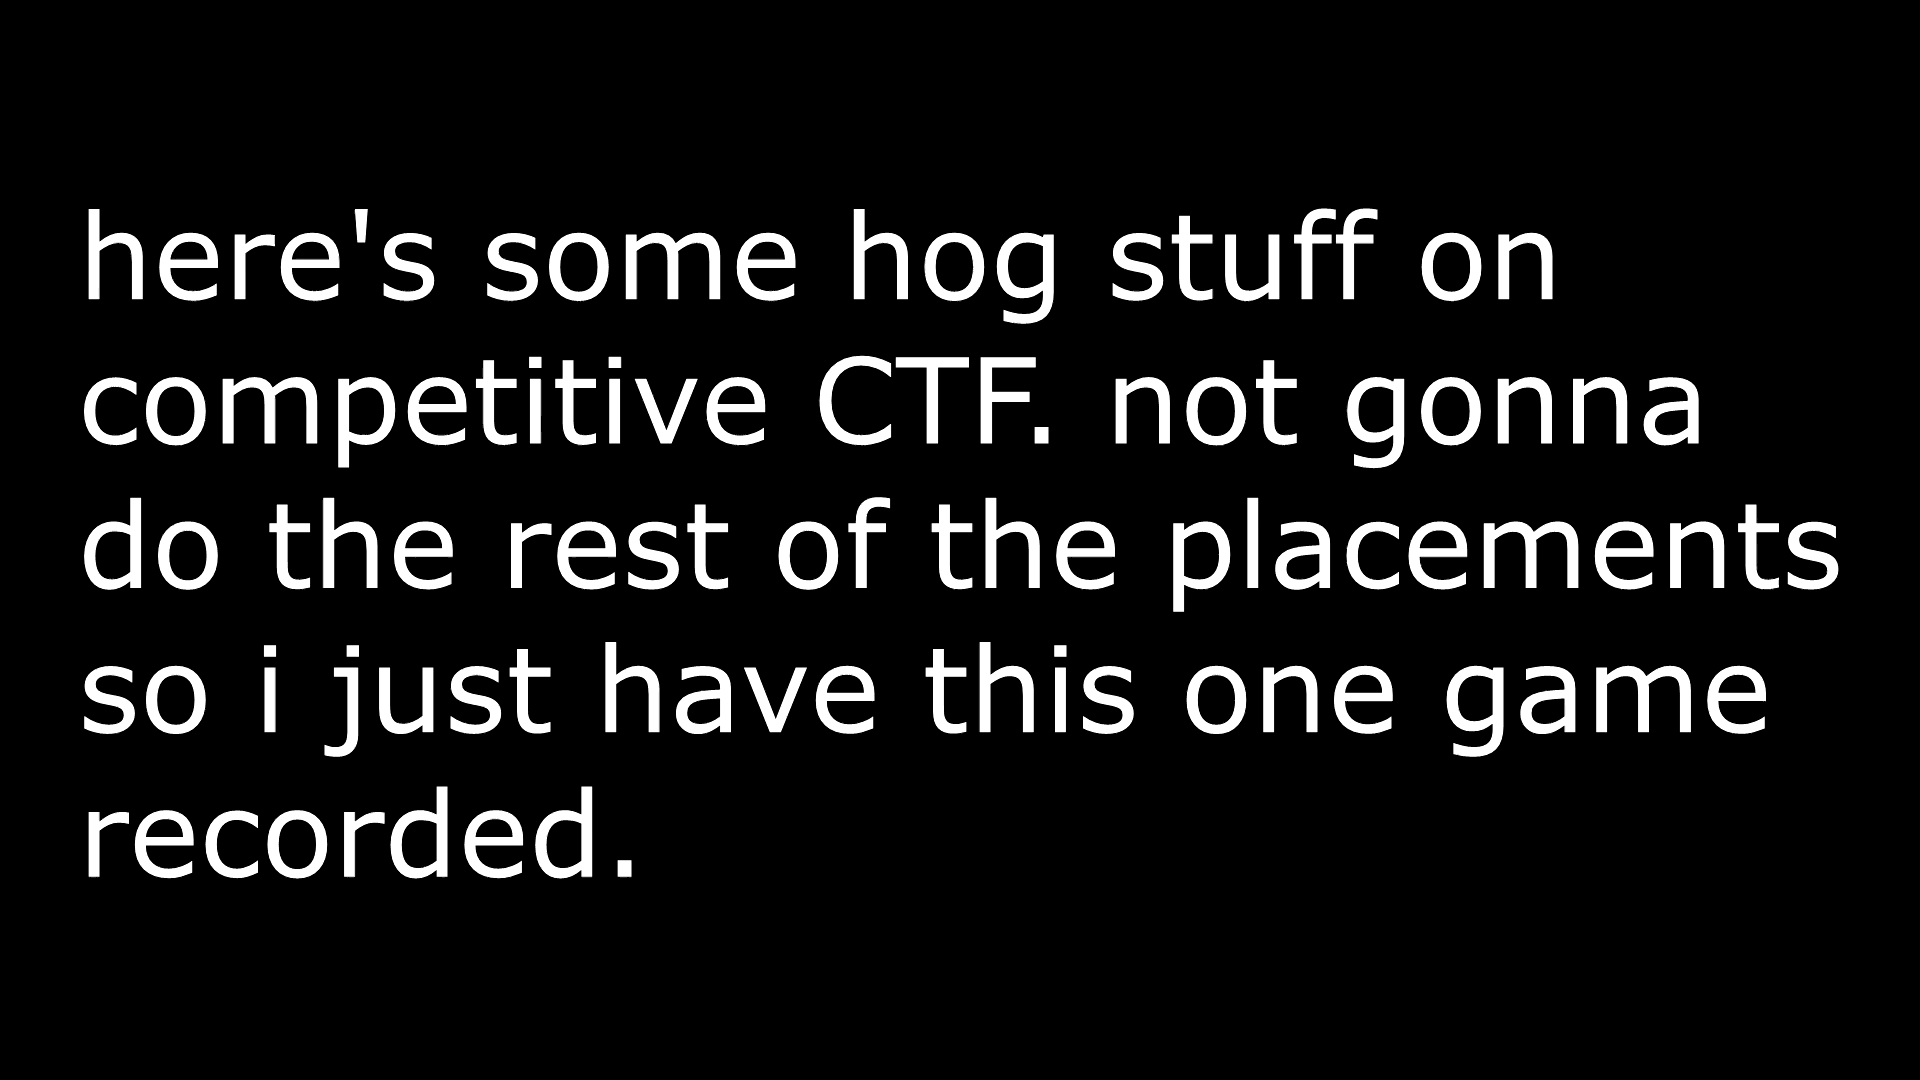 here's some hog stuff on
competitive CTF. not gonna
do the rest of the placements
so i just have this one game
recorded.